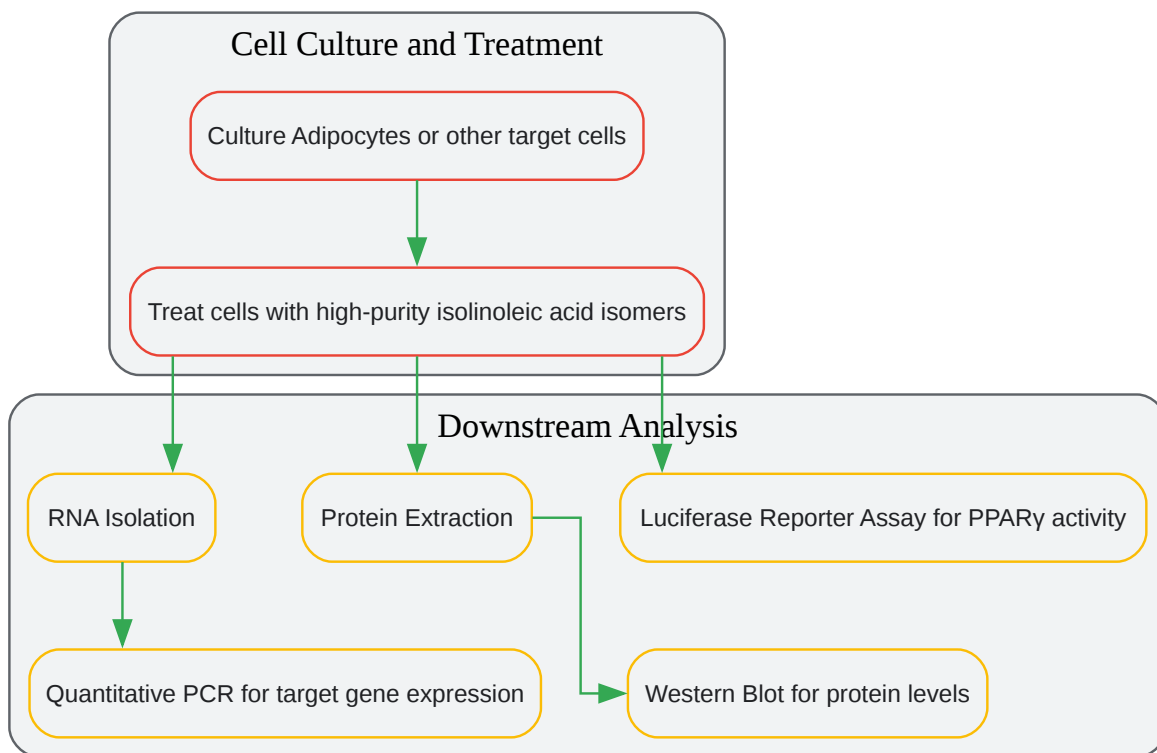 Cell Culture and Treatment
Culture Adipocytes or other target cells
Treat cells with high-purity isolinoleic acid isomers
Downstream Analysis
RNA Isolation
Protein Extraction
Luciferase Reporter Assay for PPARγ activity
Quantitative PCR for target gene expression
Western Blot for protein levels